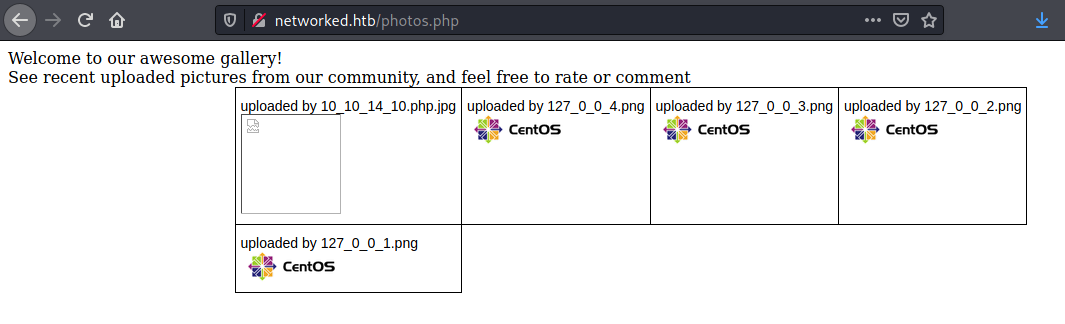 networked.htb/photos.php
Welcome to our awesome gallery!
See recent uploaded pictures from our community, and feel free to rate or comment
uploaded by 10_10_14_10.php.jpg uploaded by 127_0_0_4.png uploaded by 127_0_0_3.png uploaded by 127_0_0_2.png
CentOS CentOS CentOS
uploaded by 127_0_0_1.png
CentOS